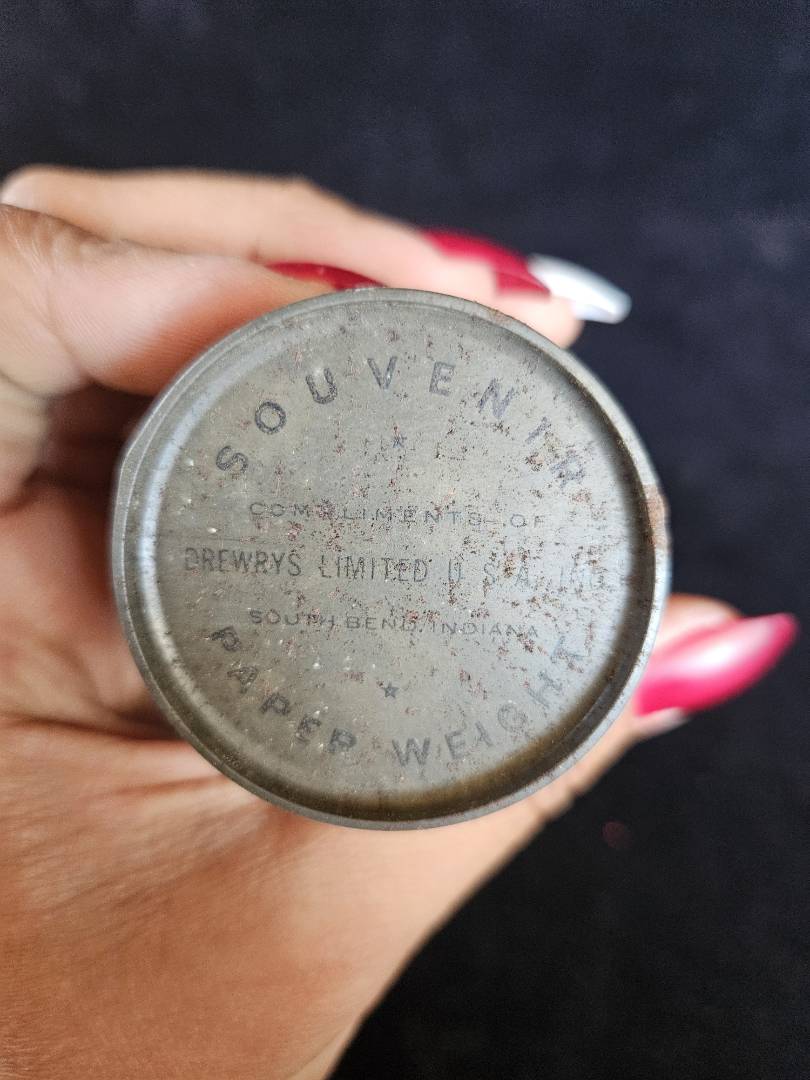 SOUVENIR
COMPLIMENTS OF
DREWRYS LIMITED U.S.A. INC.
SOUTH BEND, INDIANA
PAPER WEIGHT